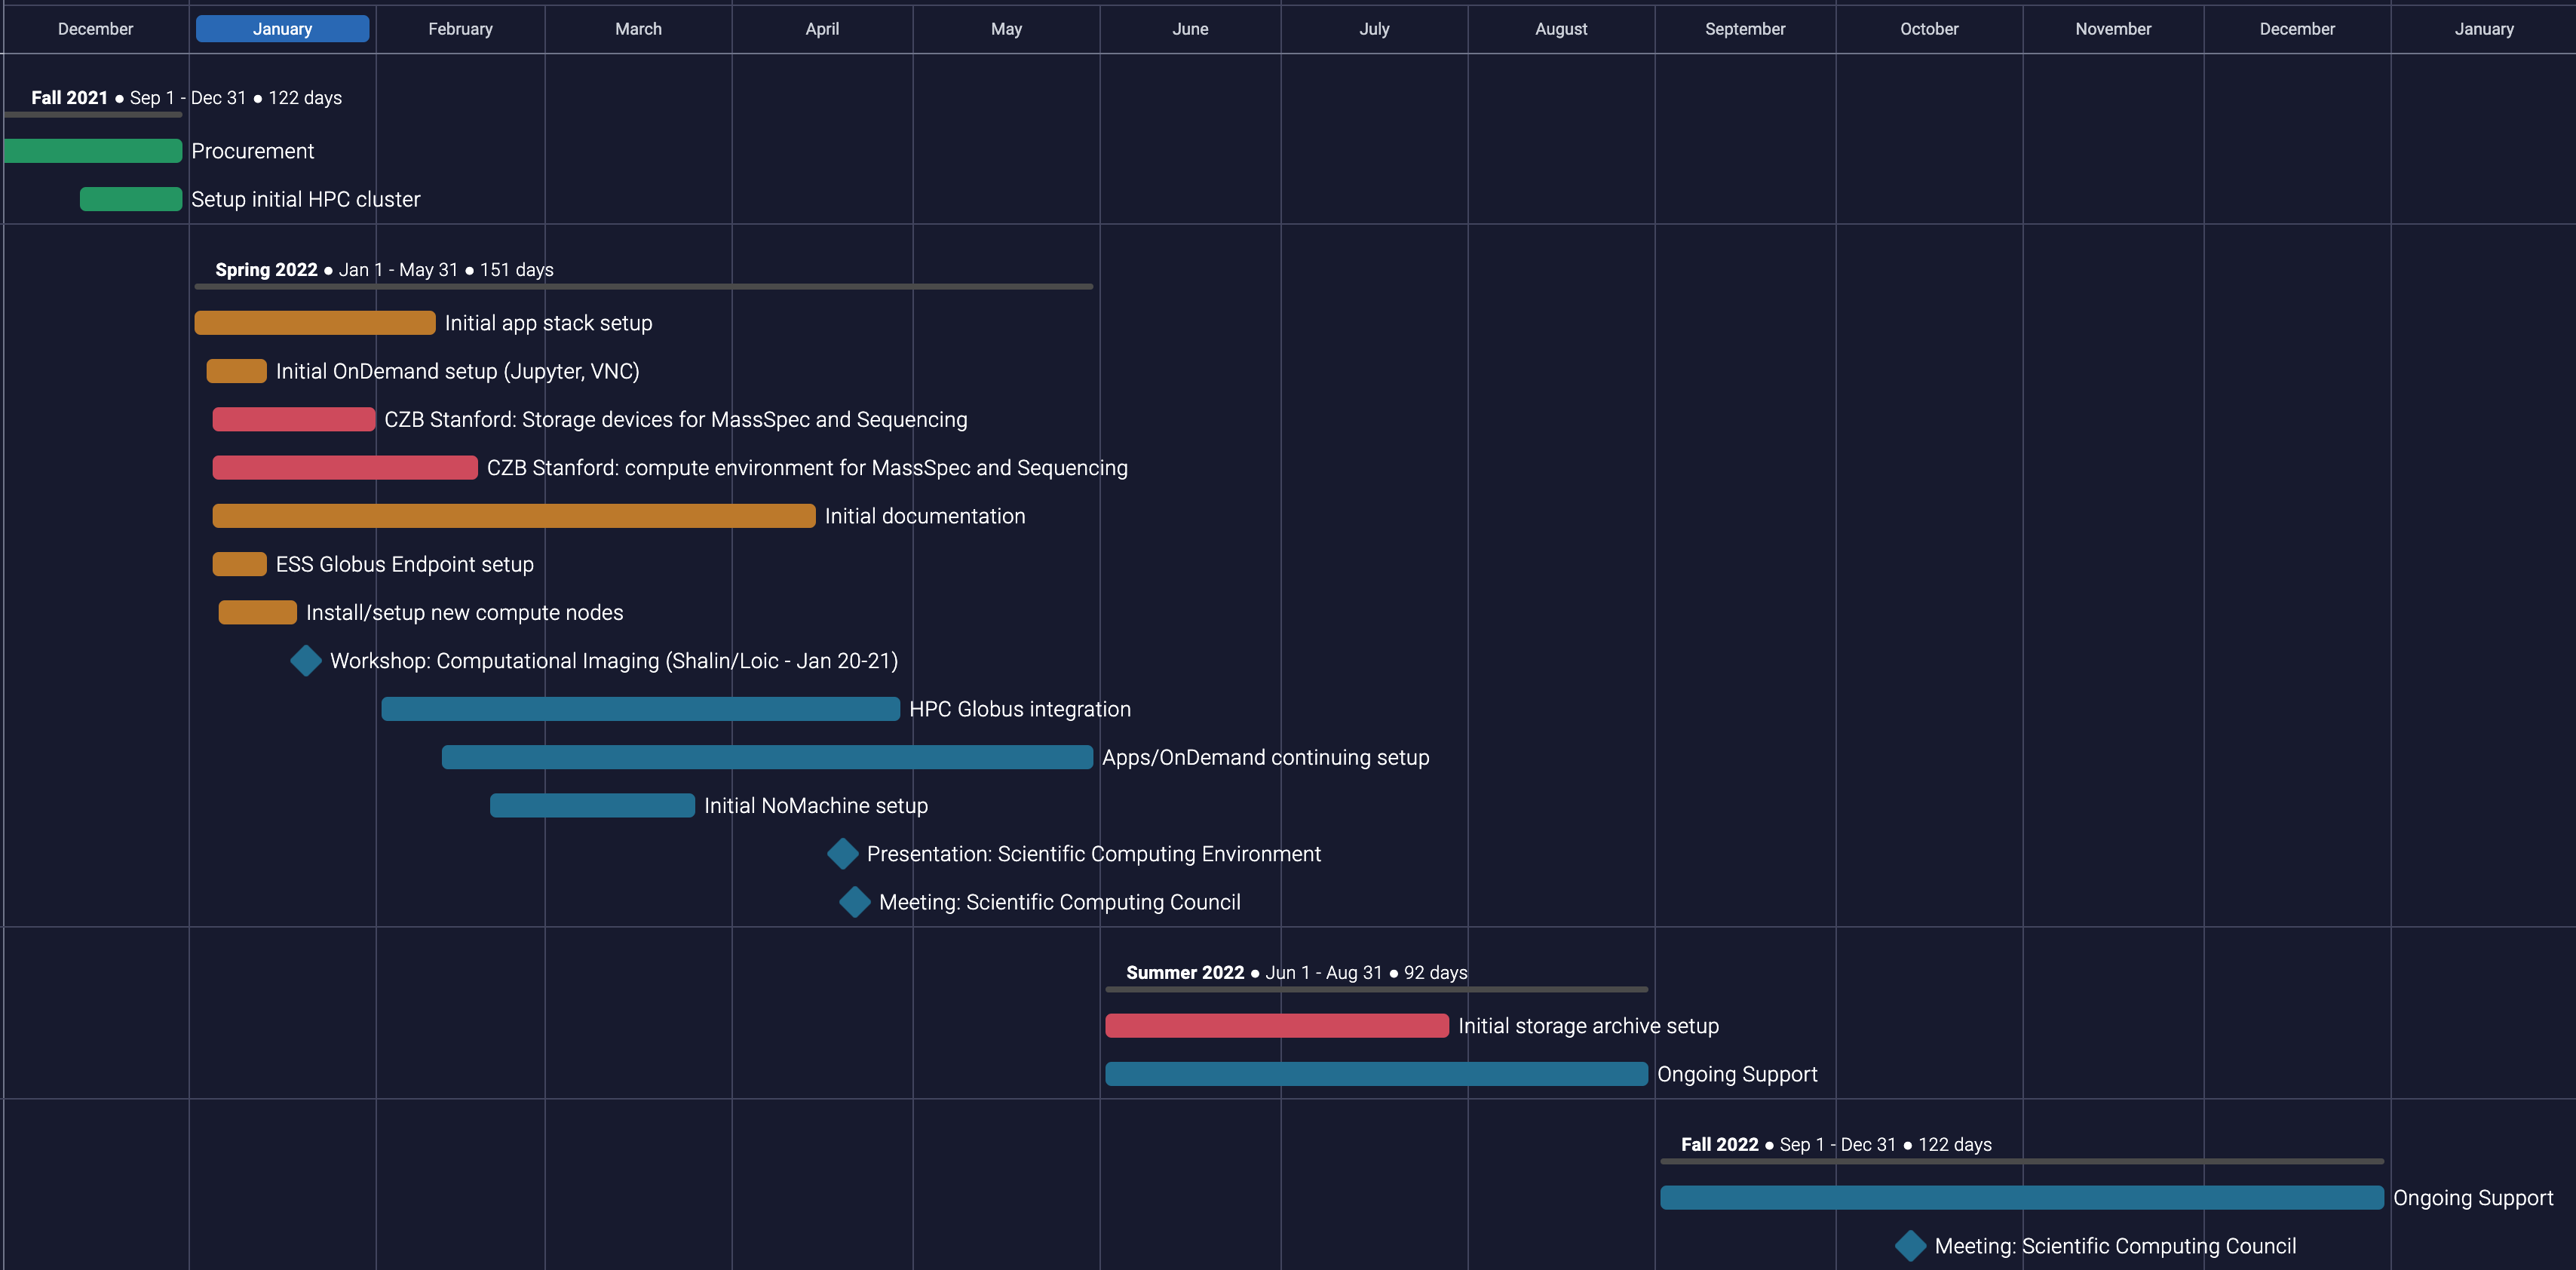 December January February March April May June July August September October November December January
Fall 2021 ● Sep 1 - Dec 31 ● 122 days
Procurement
Setup initial HPC cluster
Spring 2022 ● Jan 1 - May 31 ● 151 days
Initial app stack setup
Initial OnDemand setup (Jupyter, VNC)
CZB Stanford: Storage devices for MassSpec and Sequencing
CZB Stanford: compute environment for MassSpec and Sequencing
Initial documentation
ESS Globus Endpoint setup
Install/setup new compute nodes
Workshop: Computational Imaging (Shalin/Loic - Jan 20-21)
HPC Globus integration
Apps/OnDemand continuing setup
Initial NoMachine setup
Presentation: Scientific Computing Environment
Meeting: Scientific Computing Council
Summer 2022 ● Jun 1 - Aug 31 ● 92 days
Initial storage archive setup
Ongoing Support
Fall 2022 ● Sep 1 - Dec 31 ● 122 days
Ongoing Support
Meeting: Scientific Computing Council